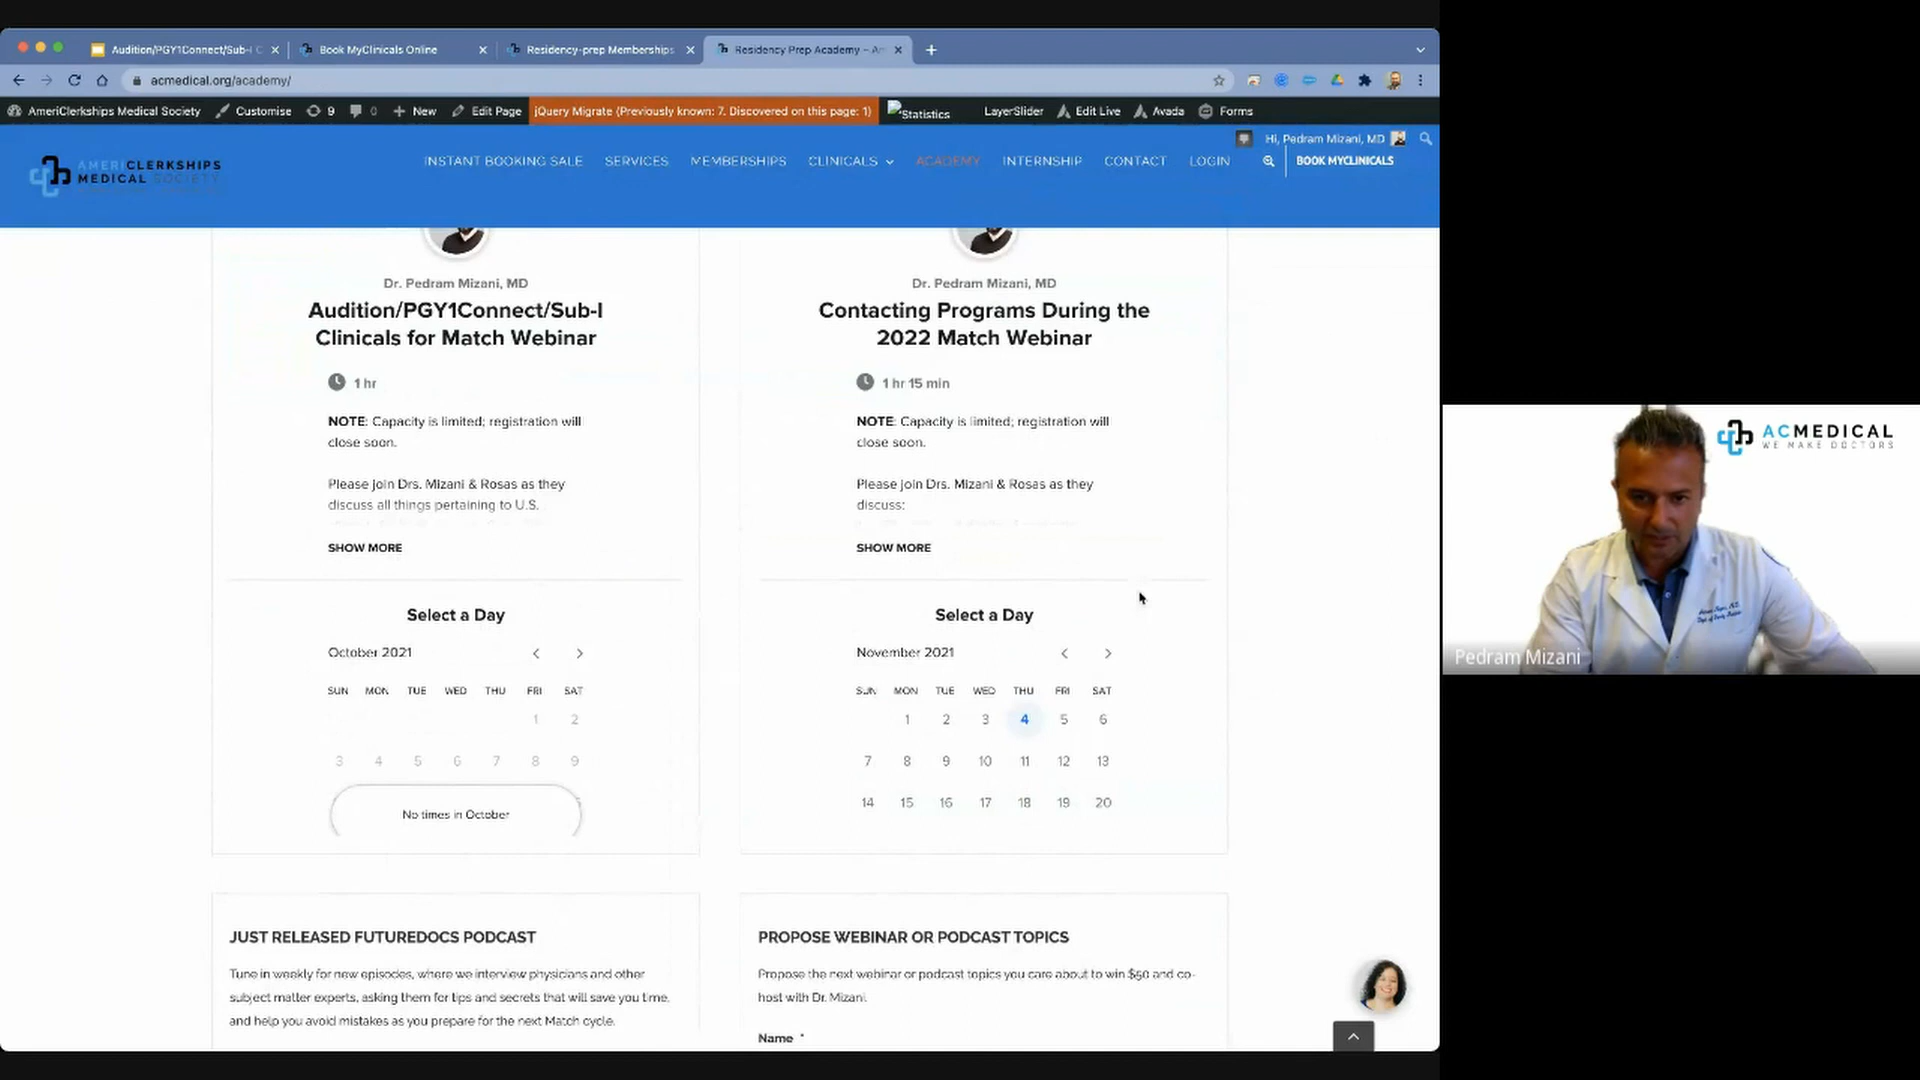 Audition/PGY1Connect/Sub-I C
Book MyClinicals Online
Residency-prep Memberships
Residency Prep Academy – Am
acmedical.org/academy/
AmeriClerkships Medical Society
Customise
9
0
New
Edit Page
jQuery Migrate (Previously known: 7. Discovered on this page: 1)
Statistics
LayerSlider
Edit Live
Avada
Forms
Hi, Pedram Mizani, MD
AMERICLERKSHIPS
MEDICAL SOCIETY
INSTANT BOOKING SALE
SERVICES
MEMBERSHIPS
CLINICALS
ACADEMY
INTERNSHIP
CONTACT
LOGIN
BOOK MYCLINICALS
Dr. Pedram Mizani, MD
Audition/PGY1Connect/Sub-I
Clinicals for Match Webinar
1 hr
NOTE: Capacity is limited; registration will
close soon.
Please join Drs. Mizani & Rosas as they
discuss all things pertaining to U.S.
SHOW MORE
Select a Day
October 2021
SUN MON TUE WED THU FRI SAT
1 2
3 4 5 6 7 8 9
No times in October
Dr. Pedram Mizani, MD
Contacting Programs During the
2022 Match Webinar
1 hr 15 min
NOTE: Capacity is limited; registration will
close soon.
Please join Drs. Mizani & Rosas as they
discuss:
SHOW MORE
Select a Day
November 2021
SUN MON TUE WED THU FRI SAT
1 2 3 4 5 6
7 8 9 10 11 12 13
14 15 16 17 18 19 20
JUST RELEASED FUTUREDOCS PODCAST
Tune in weekly for new episodes, where we interview physicians and other
subject matter experts, asking them for tips and secrets that will save you time,
and help you avoid mistakes as you prepare for the next Match cycle.
PROPOSE WEBINAR OR PODCAST TOPICS
Propose the next webinar or podcast topics you care about to win $50 and co-
host with Dr. Mizani.
Name *
ACMEDICAL
WE MAKE DOCTORS
Pedram Mizani